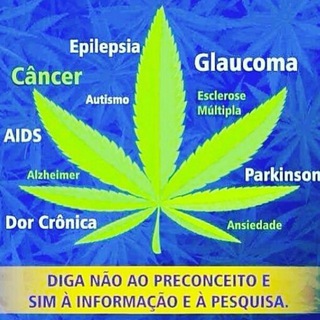 Epilepsia
Glaucoma
Câncer
Autismo
Esclerose
Múltipla
AIDS
Alzheimer
Parkinson
Dor Crônica
Ansiedade
DIGA NÃO AO PRECONCEITO E
SIM À INFORMAÇÃO E À PESQUISA.